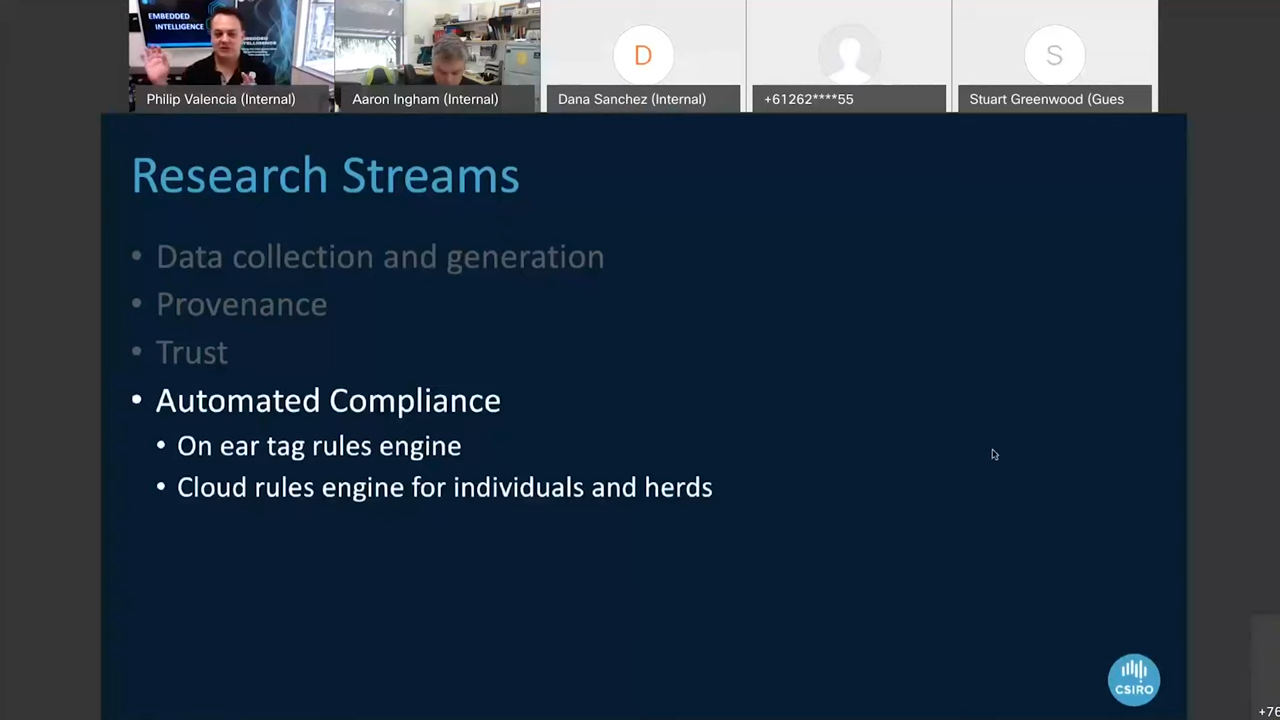 EMBEDDED
INTELLIGENCE
Philip Valencia (Internal)
Aaron Ingham (Internal)
D
Dana Sanchez (Internal)
+61262****55
S
Stuart Greenwood (Gues
Research Streams
• Data collection and generation
• Provenance
• Trust
• Automated Compliance
• On ear tag rules engine
• Cloud rules engine for individuals and herds
CSIRO
+76